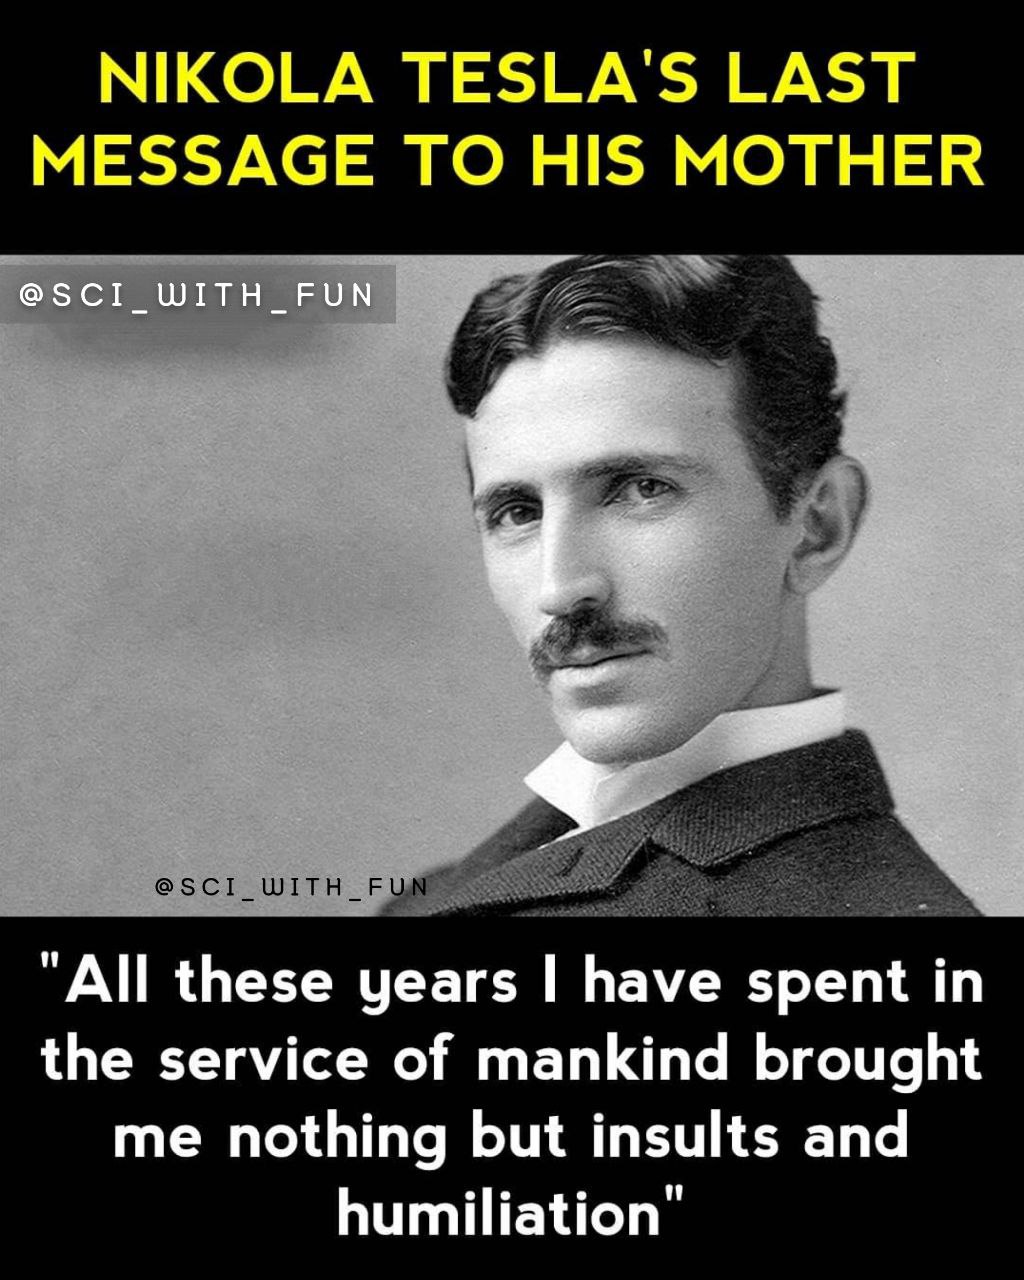 NIKOLA TESLA'S LAST
MESSAGE TO HIS MOTHER
@SCI_WITH_FUN
@SCI_WITH_FUN
"All these years I have spent in
the service of mankind brought
me nothing but insults and
humiliation"